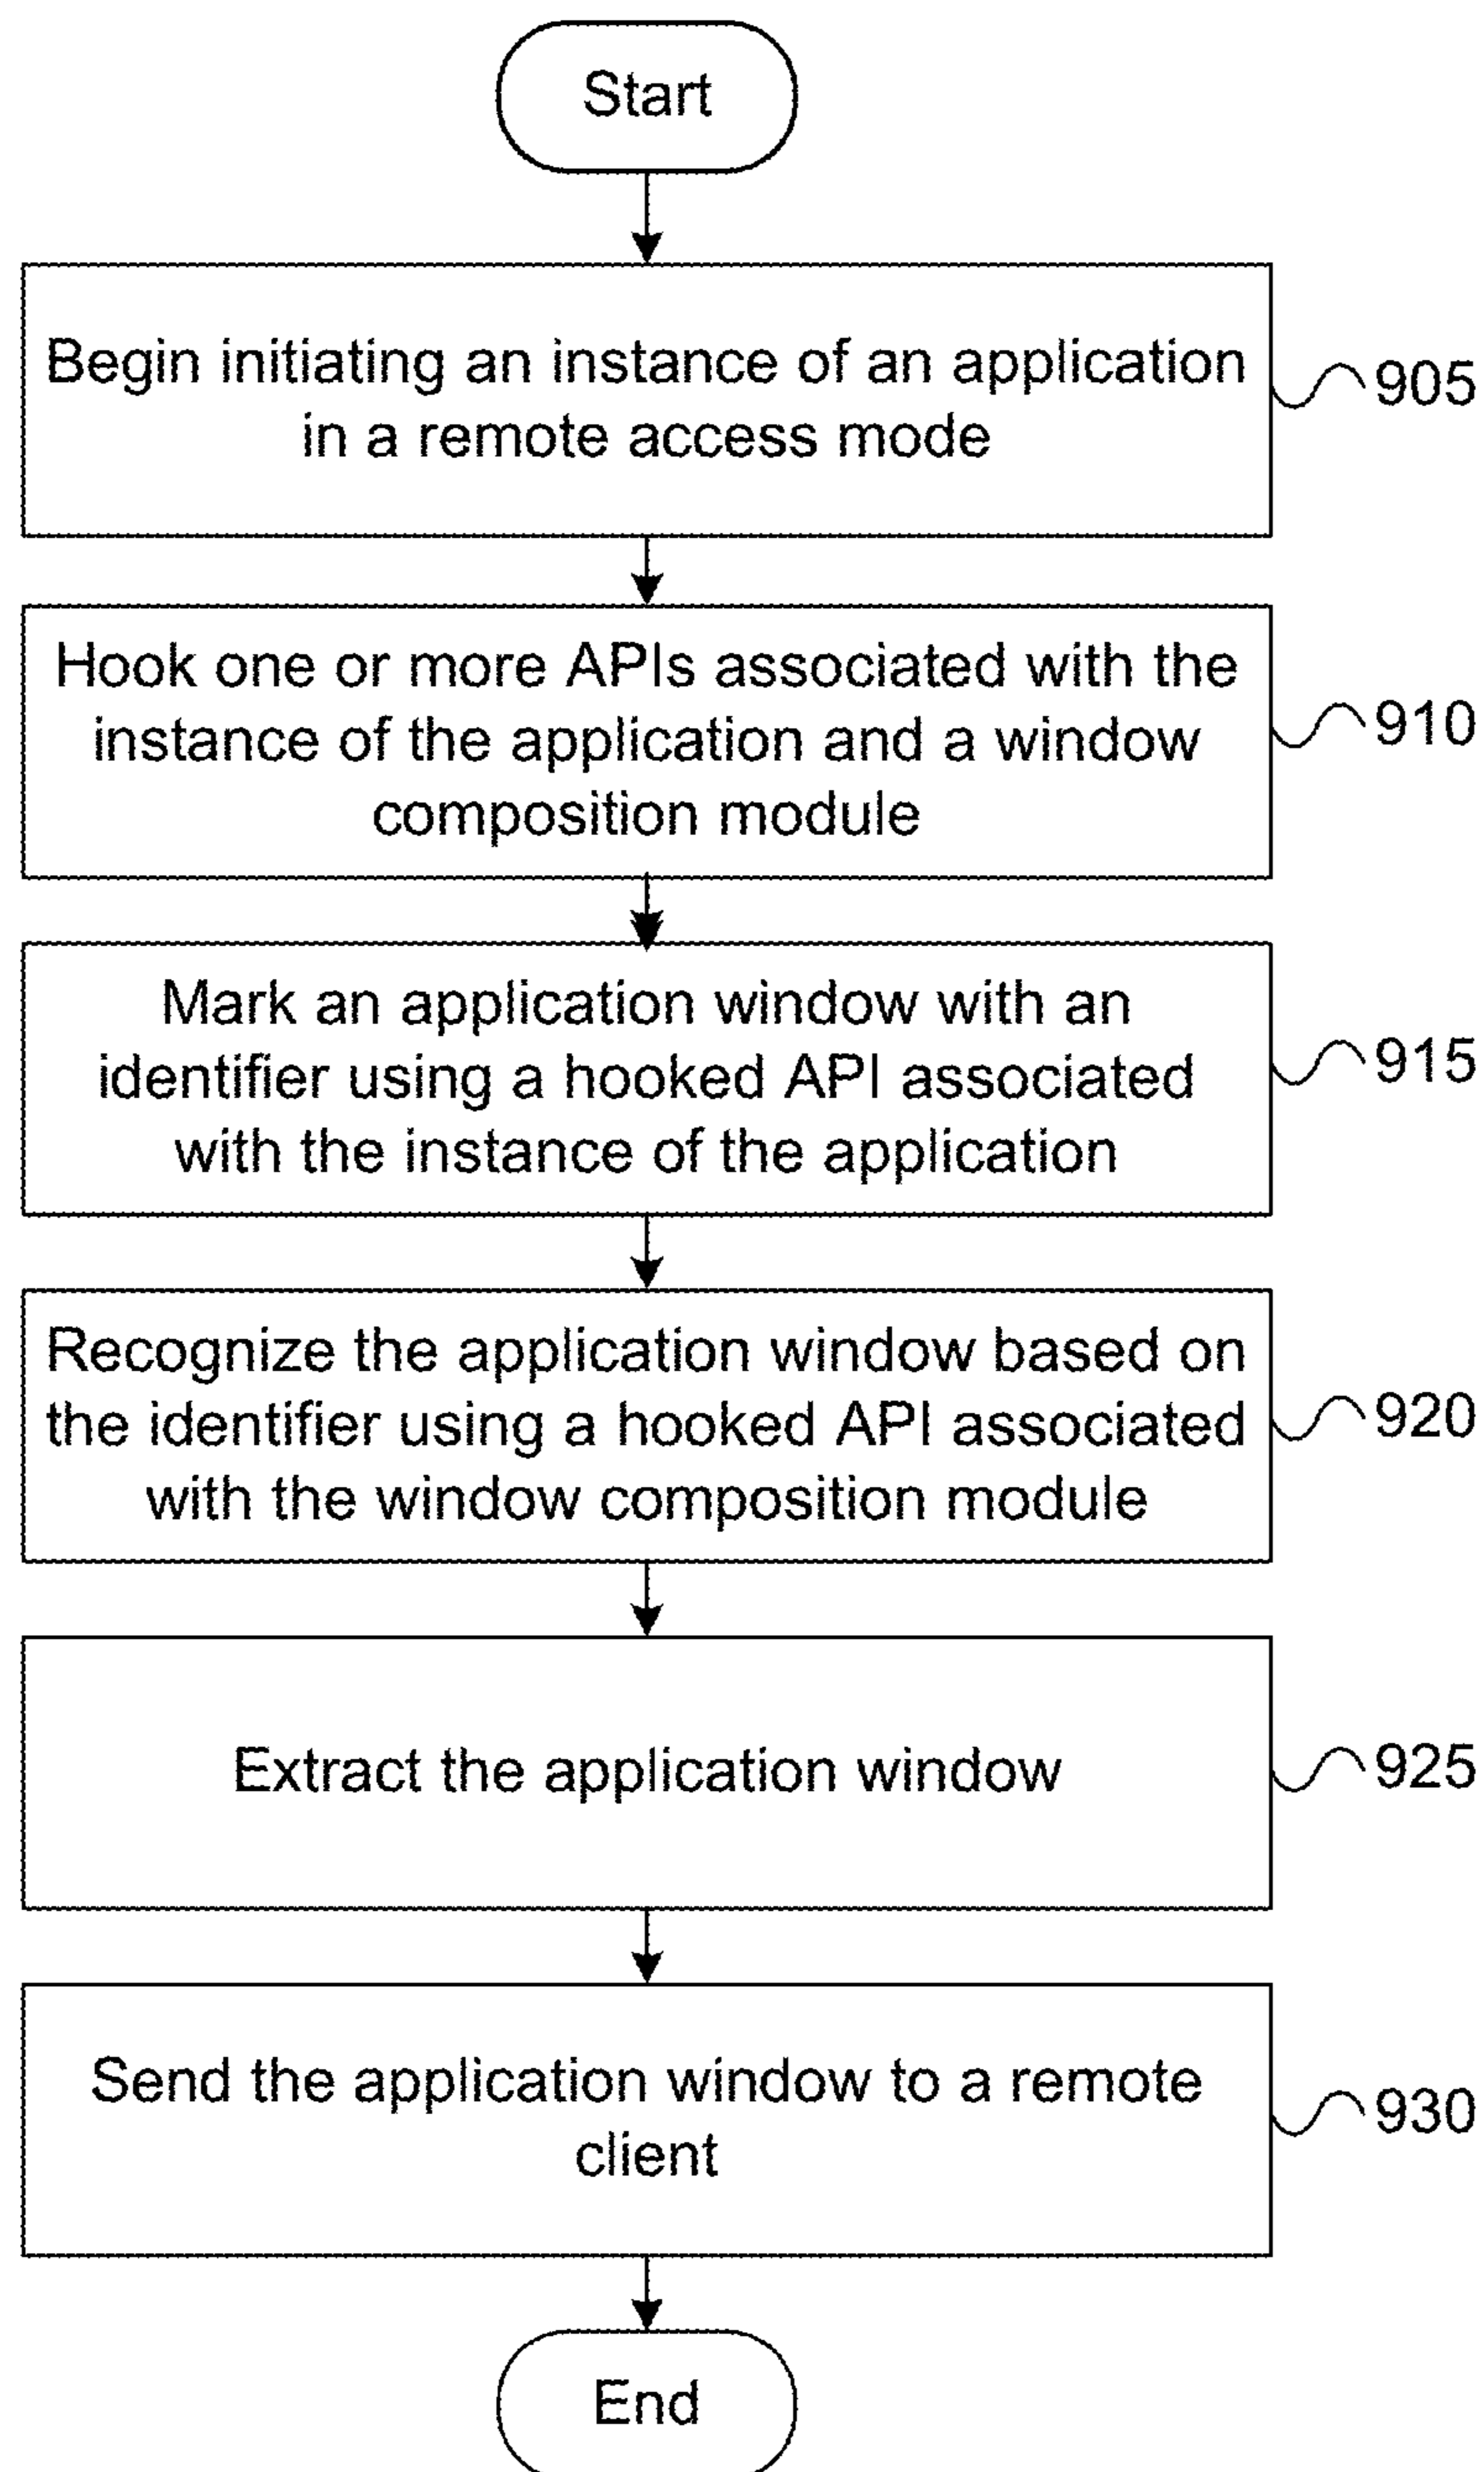 Start
Begin initiating an instance of an application
in a remote access mode
905
Hook one or more APIs associated with the
instance of the application and a window
composition module
910
Mark an application window with an
identifier using a hooked API associated
with the instance of the application
915
Recognize the application window based on
the identifier using a hooked API associated
with the window composition module
920
Extract the application window
925
Send the application window to a remote
client
930
End